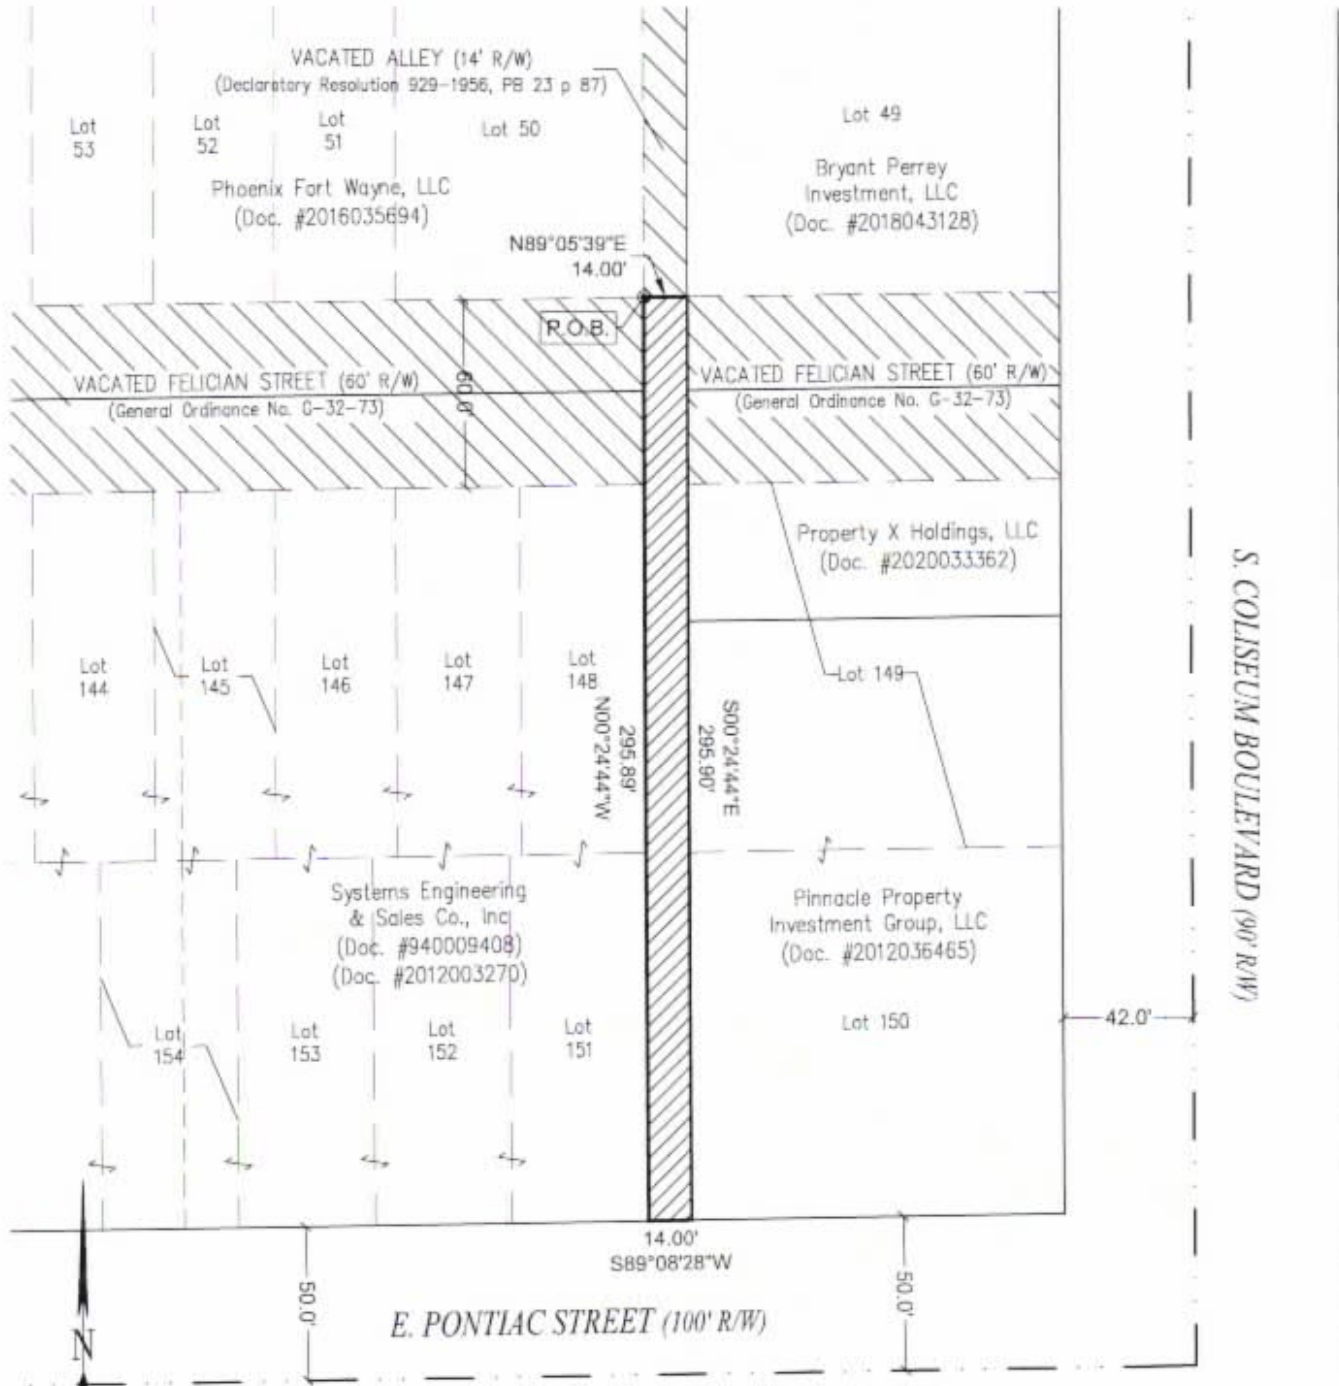 VACATED ALLEY (14' R/W)
(Declaratory Resolution 929-1956, PB 23 p 87)
Lot
53
Lot
52
Lot
51
Lot 50
Lot 49
Phoenix Fort Wayne, LLC
(Doc. #2016035694)
Bryant Perrey
Investment, LLC
(Doc. #2018043128)
N89°05'39"E
14.00'
P.O.B.
60.0'
VACATED FELICIAN STREET (60' R/W)
(General Ordinance No. G-32-73)
VACATED FELICIAN STREET (60' R/W)
(General Ordinance No. G-32-73)
Property X Holdings, LLC
(Doc. #2020033362)
Lot
144
Lot
145
Lot
146
Lot
147
Lot
148
Lot 149
N00°24'44"W
295.89'
S00°24'44"E
295.90'
S. COLISEUM BOULEVARD (90' R/W)
Systems Engineering
& Sales Co., Inc
(Doc. #940009408)
(Doc. #2012003270)
Pinnacle Property
Investment Group, LLC
(Doc. #2012036465)
Lot
154
Lot
153
Lot
152
Lot
151
Lot 150
42.0'
14.00'
S89°08'28"W
50.0'
50.0'
E. PONTIAC STREET (100' R/W)
N